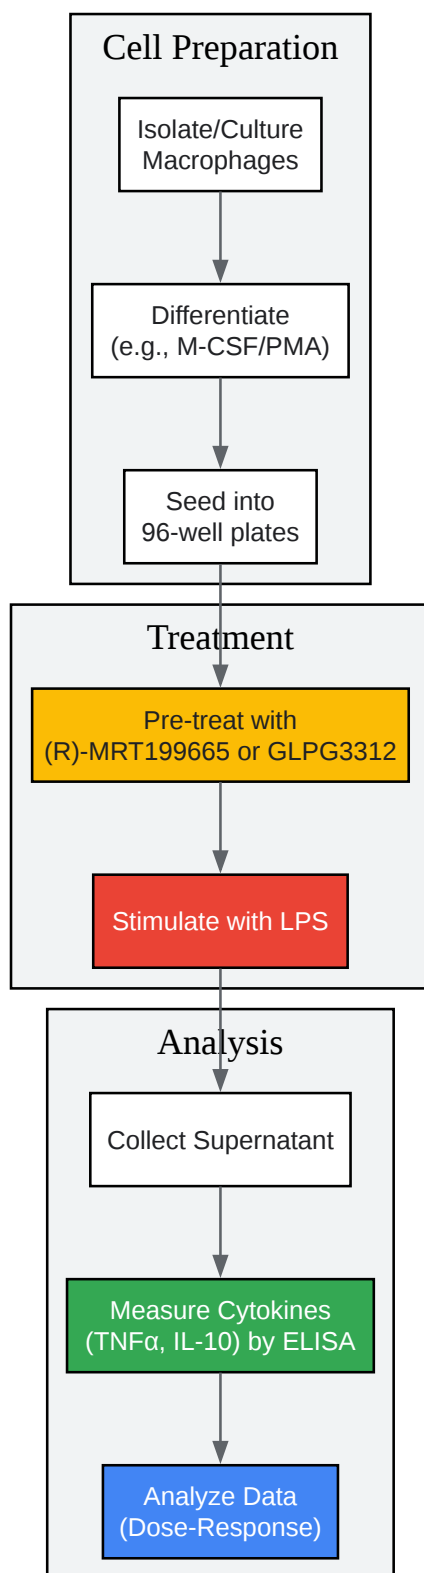 Cell Preparation
Isolate/Culture
Macrophages
Differentiate
(e.g., M-CSF/PMA)
Seed into
96-well plates
Treatment
Pre-treat with
(R)-MRT199665 or GLPG3312
Stimulate with LPS
Analysis
Collect Supernatant
Measure Cytokines
(TNFα, IL-10) by ELISA
Analyze Data
(Dose-Response)